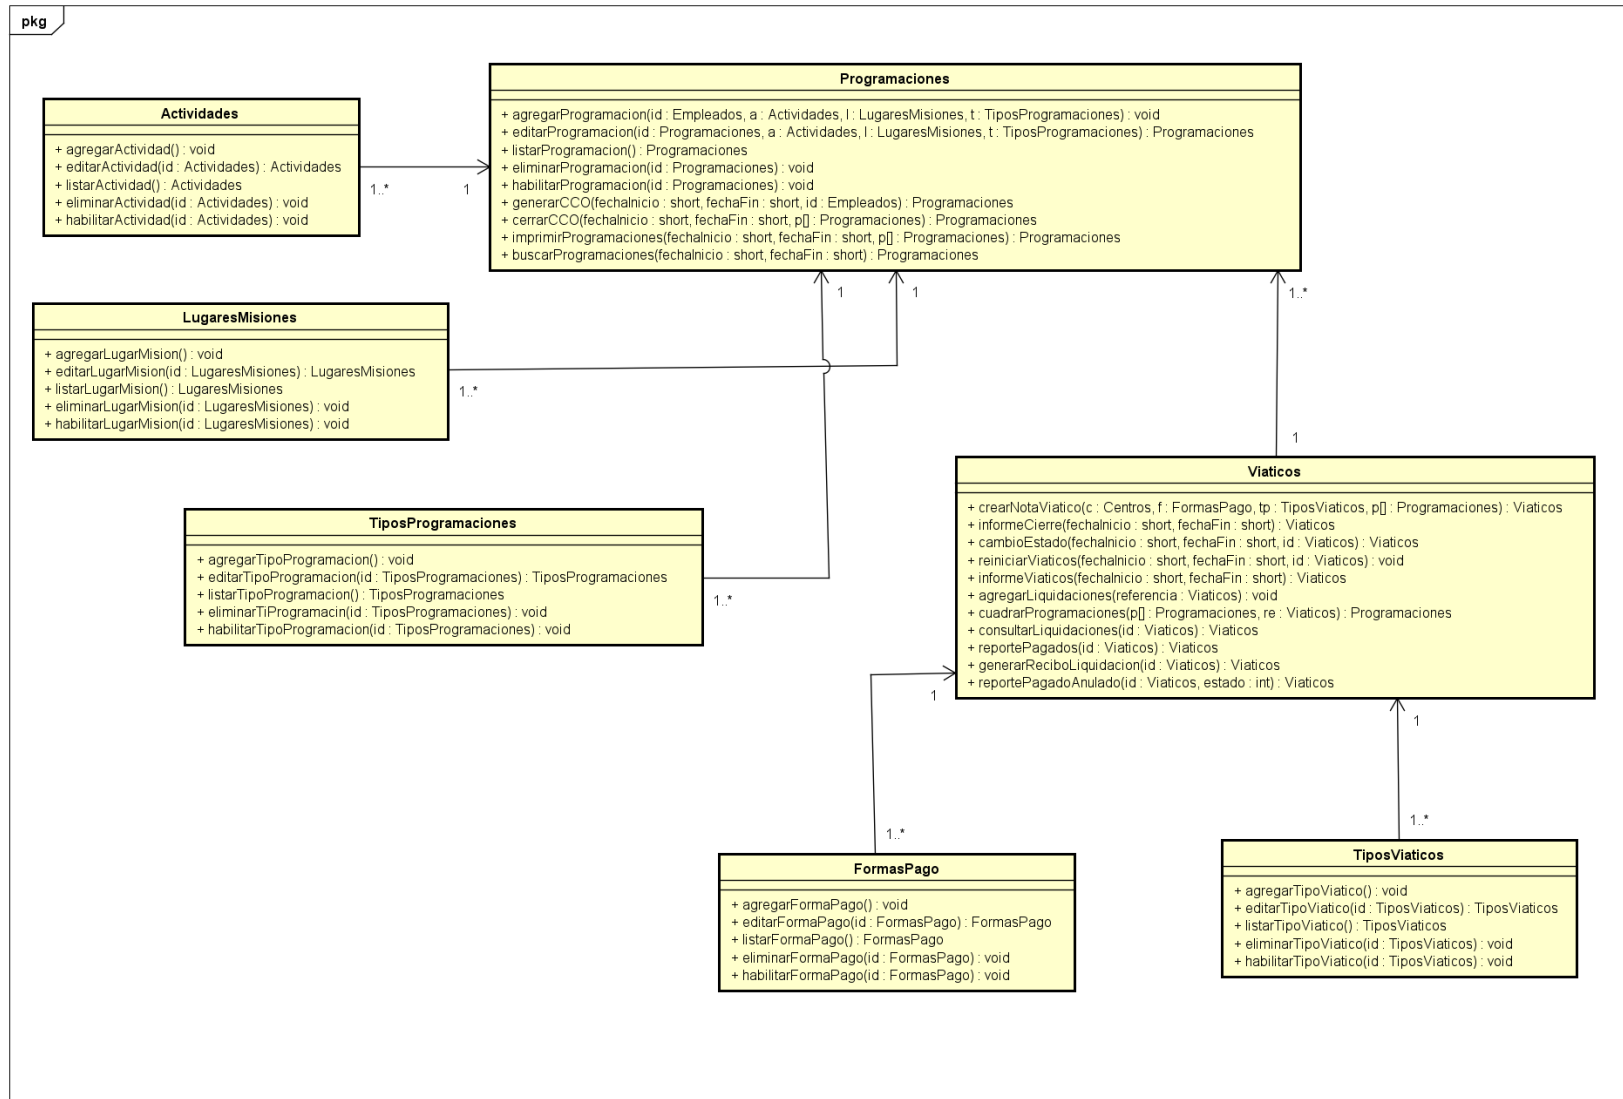 pkg
Programaciones
+ agregarProgramacion(id : Empleados, a : Actividades, l : LugaresMisiones, t : TiposProgramaciones) : void
+ editarProgramacion(id : Programaciones, a : Actividades, l : LugaresMisiones, t : TiposProgramaciones) : Programaciones
+ listarProgramacion() : Programaciones
+ eliminarProgramacion(id : Programaciones) : void
+ habilitarProgramacion(id : Programaciones) : void
+ generarCCO(fechaInicio : short, fechaFin : short, id : Empleados) : Programaciones
+ cerrarCCO(fechaInicio : short, fechaFin : short, p[] : Programaciones) : Programaciones
+ imprimirProgramaciones(fechaInicio : short, fechaFin : short, p[] : Programaciones) : Programaciones
+ buscarProgramaciones(fechaInicio : short, fechaFin : short) : Programaciones
Actividades
+ agregarActividad() : void
+ editarActividad(id : Actividades) : Actividades
+ listarActividad() : Actividades
+ eliminarActividad(id : Actividades) : void
+ habilitarActividad(id : Actividades) : void
1..*
1
1
1
1..*
LugaresMisiones
+ agregarLugarMision() : void
+ editarLugarMision(id : LugaresMisiones) : LugaresMisiones
+ listarLugarMision() : LugaresMisiones
+ eliminarLugarMision(id : LugaresMisiones) : void
+ habilitarLugarMision(id : LugaresMisiones) : void
1..*
1
Viaticos
+ crearNotaViatico(c : Centros, f : FormasPago, tp : TiposViaticos, p[] : Programaciones) : Viaticos
+ informeCierre(fechaInicio : short, fechaFin : short) : Viaticos
+ cambioEstado(fechaInicio : short, fechaFin : short, id : Viaticos) : Viaticos
+ reiniciarViaticos(fechaInicio : short, fechaFin : short, id : Viaticos) : void
+ informeViaticos(fechaInicio : short, fechaFin : short) : Viaticos
+ agregarLiquidaciones(referencia : Viaticos) : void
+ cuadrarProgramaciones(p[] : Programaciones, re : Viaticos) : Programaciones
+ consultarLiquidaciones(id : Viaticos) : Viaticos
+ reportePagados(id : Viaticos) : Viaticos
+ generarReciboLiquidacion(id : Viaticos) : Viaticos
+ reportePagadoAnulado(id : Viaticos, estado : int) : Viaticos
TiposProgramaciones
+ agregarTipoProgramacion() : void
+ editarTipoProgramacion(id : TiposProgramaciones) : TiposProgramaciones
+ listarTipoProgramacion() : TiposProgramaciones
+ eliminarTiProgramacin(id : TiposProgramaciones) : void
+ habilitarTipoProgramacion(id : TiposProgramaciones) : void
1..*
1
1
1..*
1..*
FormasPago
+ agregarFormaPago() : void
+ editarFormaPago(id : FormasPago) : FormasPago
+ listarFormaPago() : FormasPago
+ eliminarFormaPago(id : FormasPago) : void
+ habilitarFormaPago(id : FormasPago) : void
TiposViaticos
+ agregarTipoViatico() : void
+ editarTipoViatico(id : TiposViaticos) : TiposViaticos
+ listarTipoViatico() : TiposViaticos
+ eliminarTipoViatico(id : TiposViaticos) : void
+ habilitarTipoViatico(id : TiposViaticos) : void